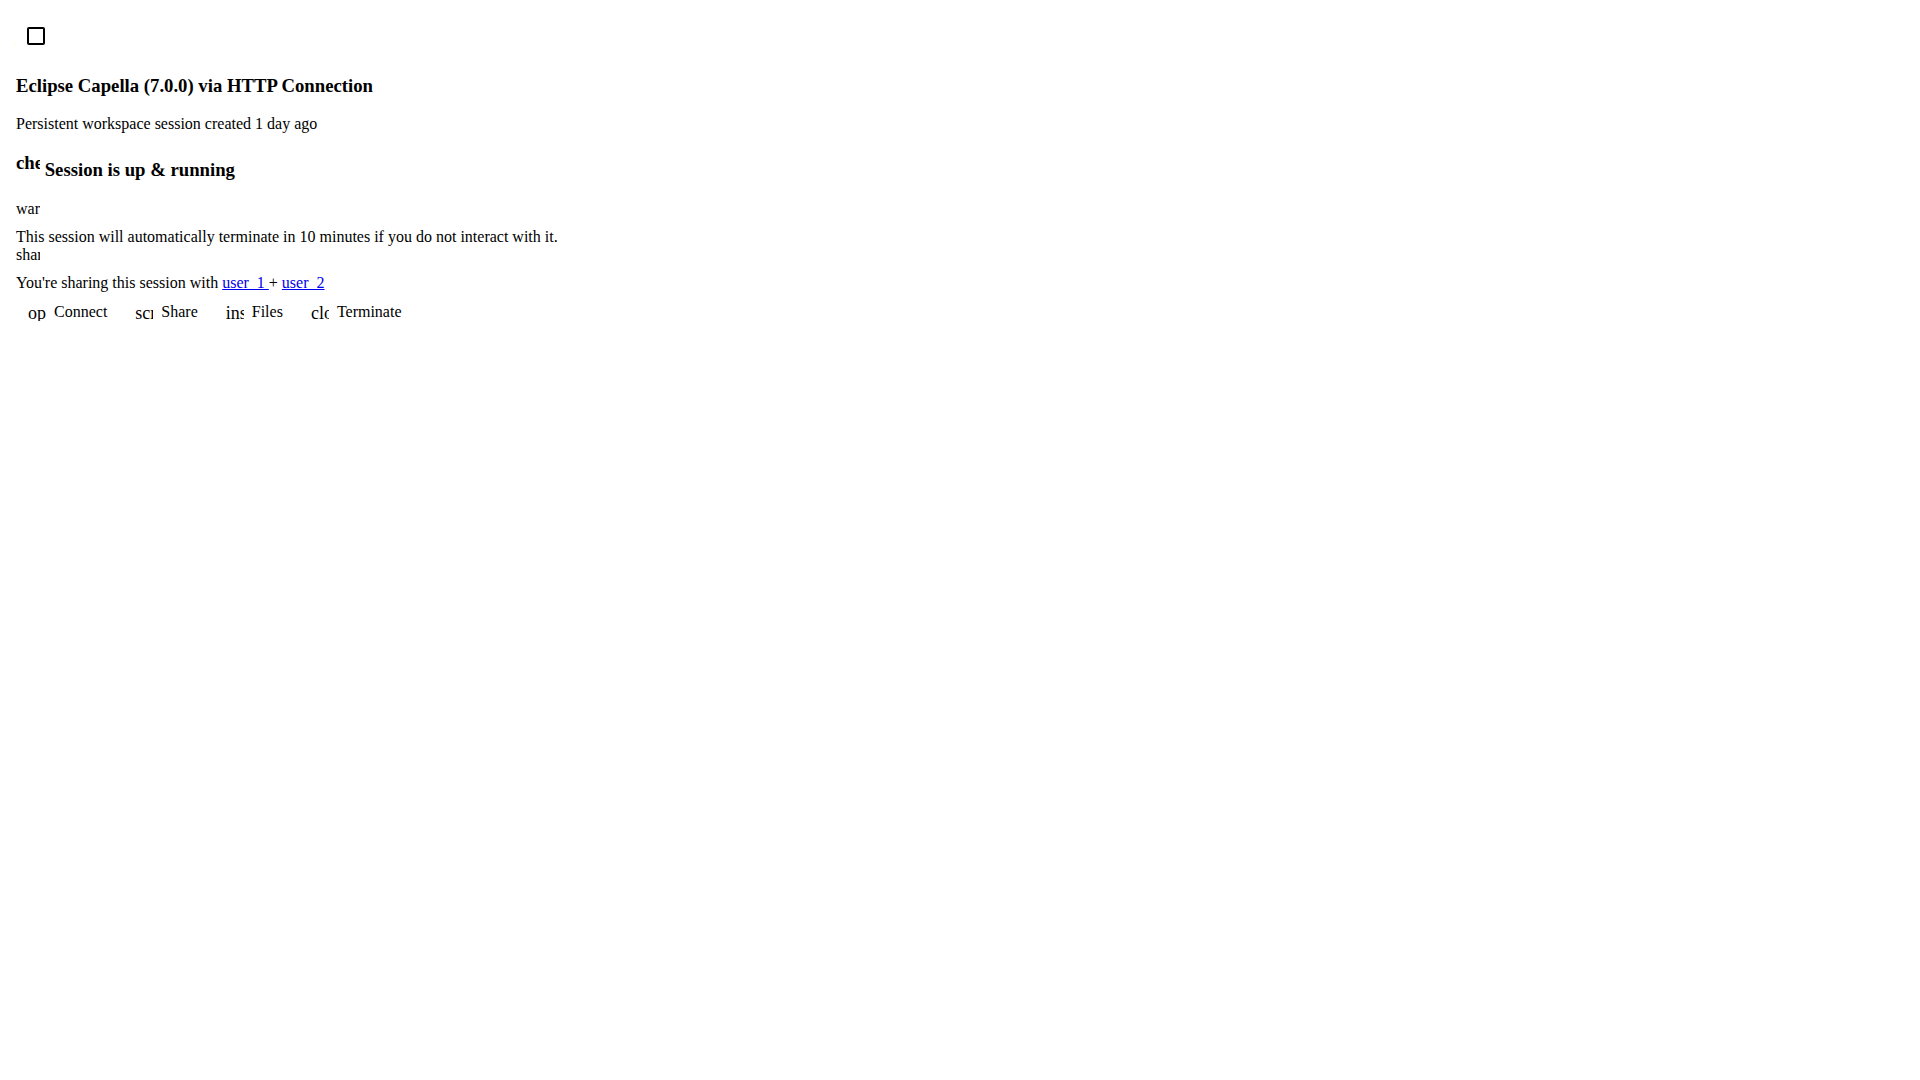 Eclipse Capella (7.0.0) via HTTP Connection
Persistent workspace session created 1 day ago
che Session is up & running
war
This session will automatically terminate in 10 minutes if you do not interact with it.
shar
You're sharing this session with user_1 + user_2
op Connect scr Share ins Files clo Terminate